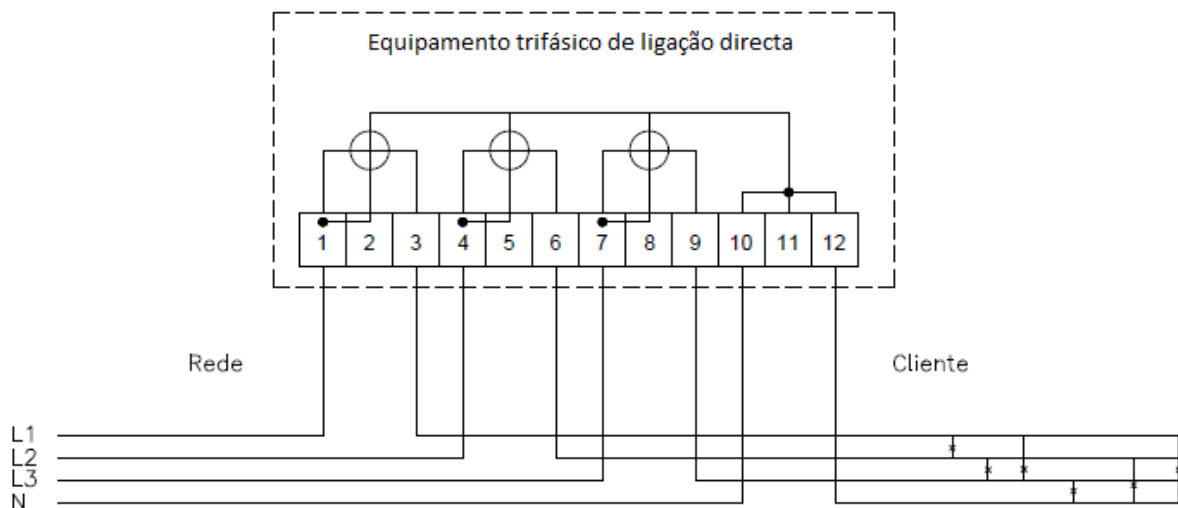 Equipamento trifásico de ligação directa
1 2 3 4 5 6 7 8 9 10 11 12
Rede Cliente
L1
L2
L3
N